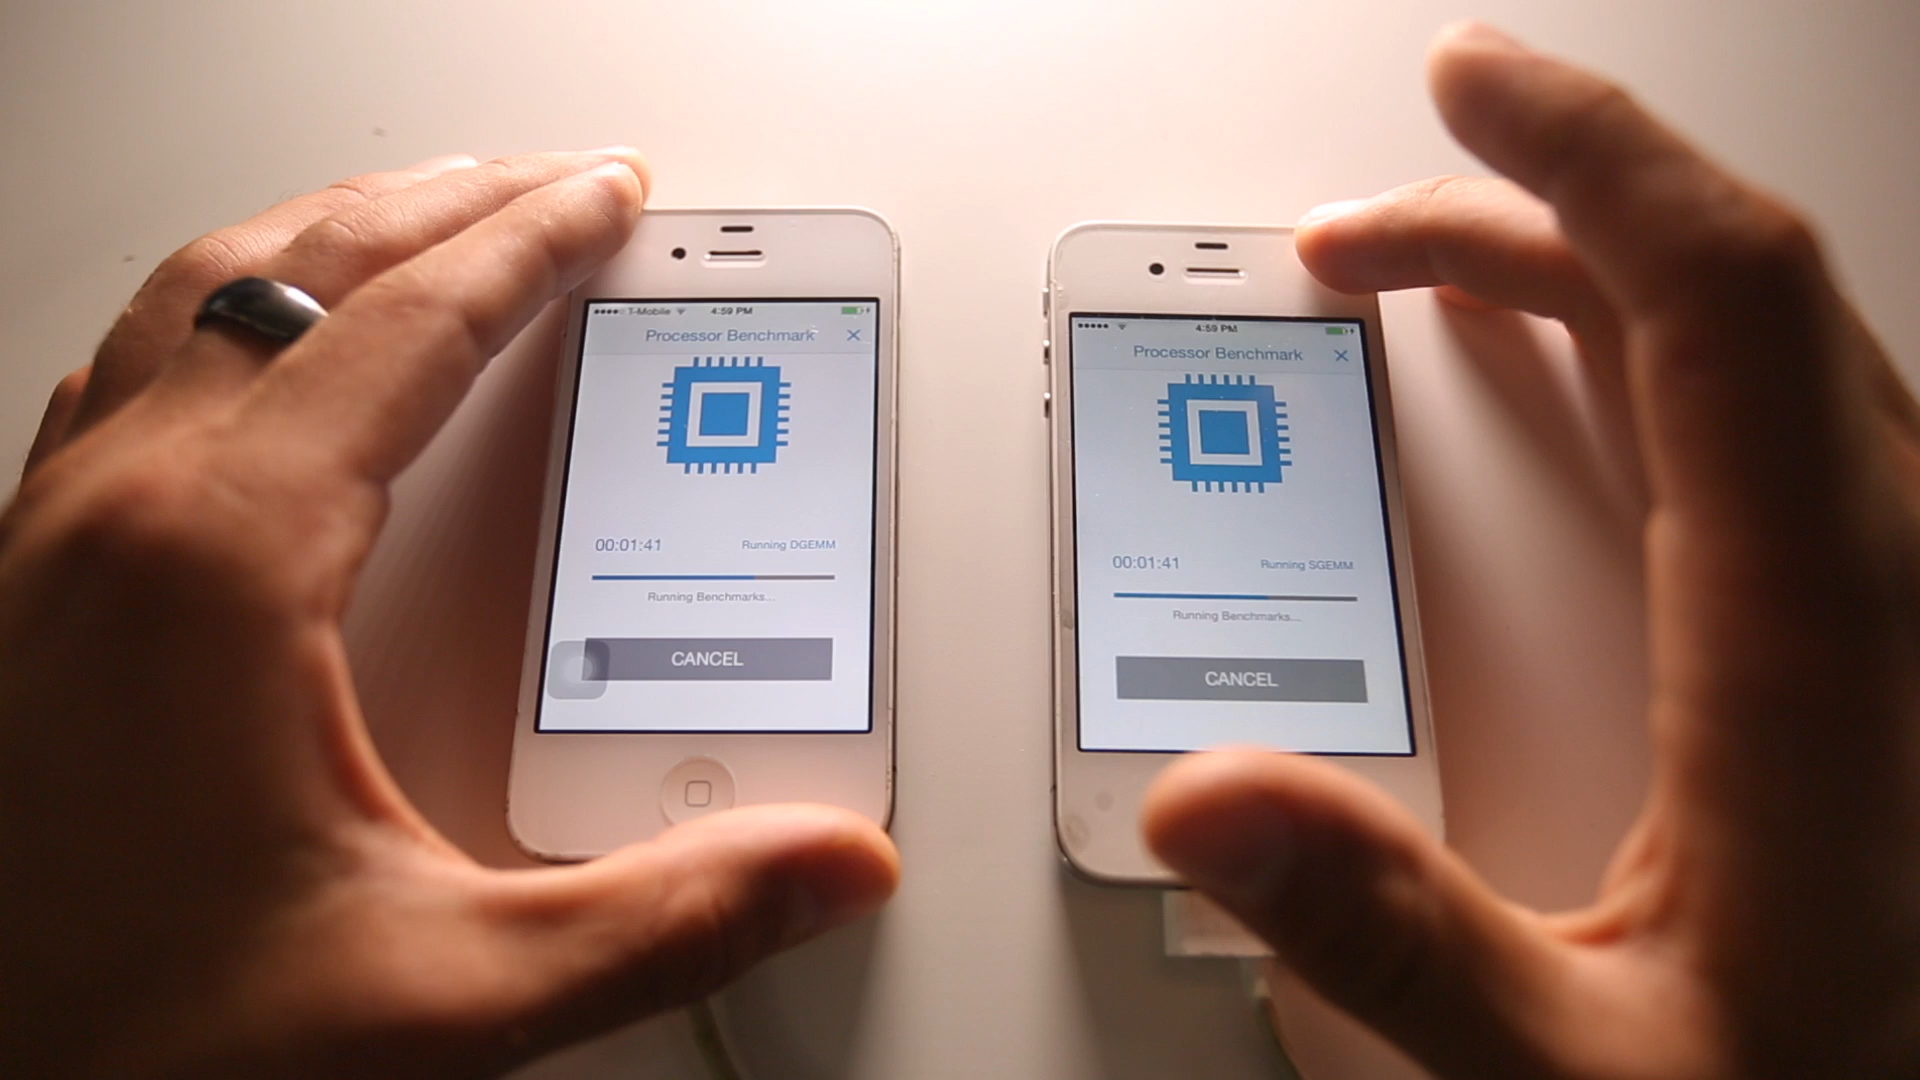 T-Mobile 4:59 PM
Processor Benchmark
00:01:41 Running DGEMM
Running Benchmarks...
CANCEL
4:59 PM
Processor Benchmark
00:01:41 Running SGEMM
Running Benchmarks...
CANCEL